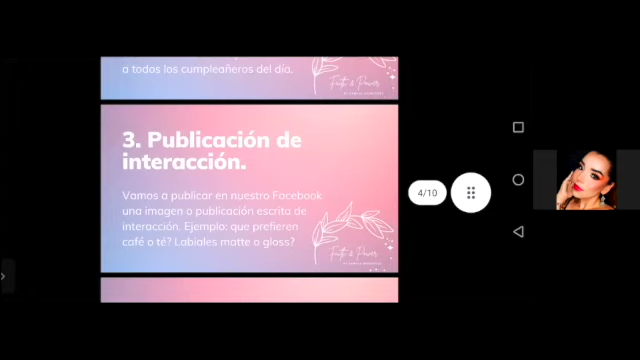 a todos los cumpleañeros del día.
3. Publicación de
interacción.
Vamos a publicar en nuestro Facebook
una imagen o publicación escrita de
interacción. Ejemplo: que prefieren
café o té? Labiales matte o gloss?
4/10